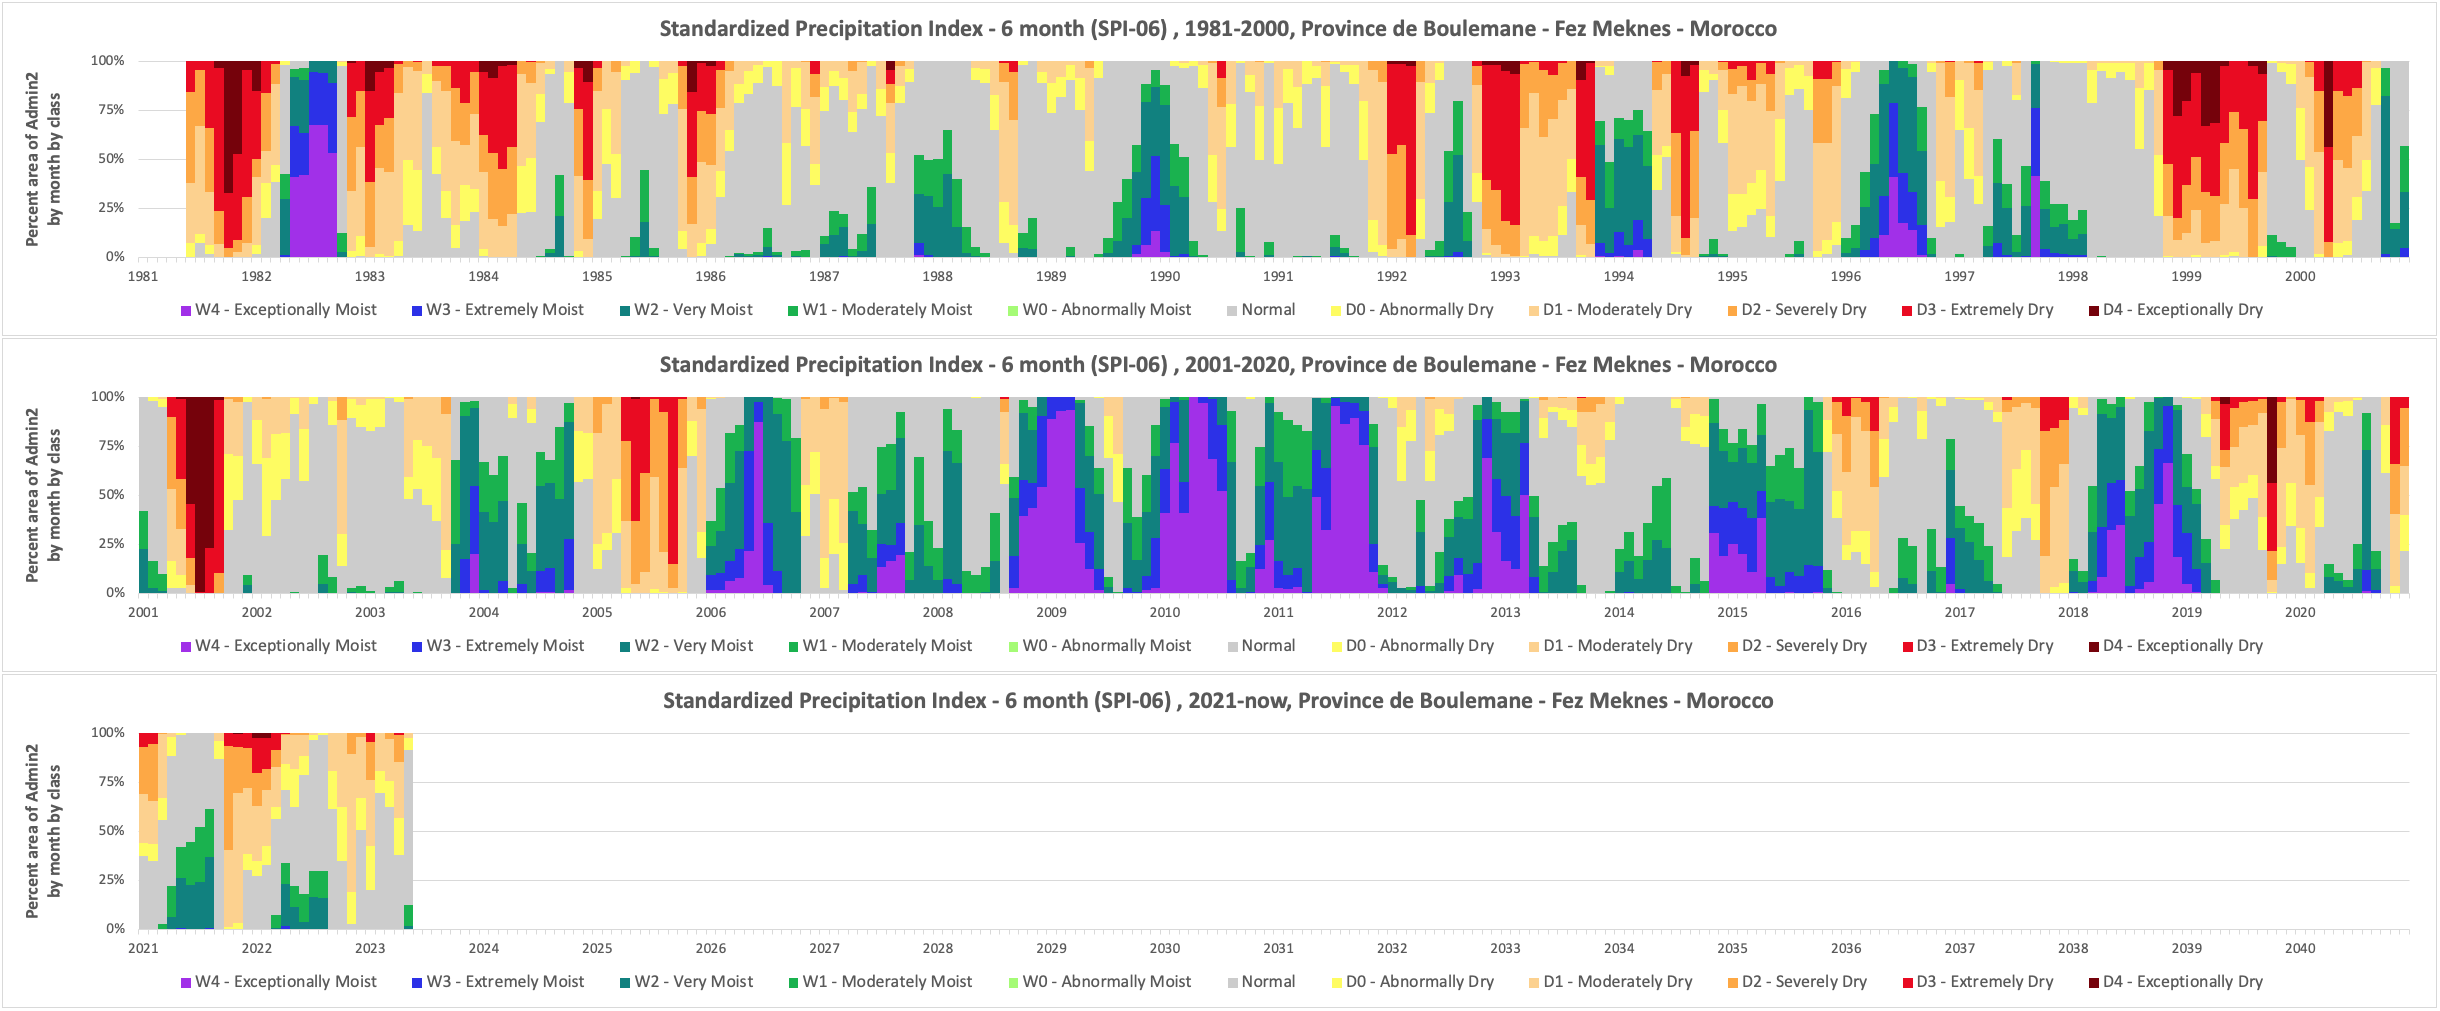 Standardized Precipitation Index - 6 month (SPI-06) , 1981-2000, Province de Boulemane - Fez Meknes - Morocco
Percent area of Admin2
by month by class
100%
75%
50%
25%
0%
1981 1982 1983 1984 1985 1986 1987 1988 1989 1990 1991 1992 1993 1994 1995 1996 1997 1998 1999 2000
W4 - Exceptionally Moist W3 - Extremely Moist W2 - Very Moist W1 - Moderately Moist W0 - Abnormally Moist Normal D0 - Abnormally Dry D1 - Moderately Dry D2 - Severely Dry D3 - Extremely Dry D4 - Exceptionally Dry
Standardized Precipitation Index - 6 month (SPI-06) , 2001-2020, Province de Boulemane - Fez Meknes - Morocco
Percent area of Admin2
by month by class
100%
75%
50%
25%
0%
2001 2002 2003 2004 2005 2006 2007 2008 2009 2010 2011 2012 2013 2014 2015 2016 2017 2018 2019 2020
W4 - Exceptionally Moist W3 - Extremely Moist W2 - Very Moist W1 - Moderately Moist W0 - Abnormally Moist Normal D0 - Abnormally Dry D1 - Moderately Dry D2 - Severely Dry D3 - Extremely Dry D4 - Exceptionally Dry
Standardized Precipitation Index - 6 month (SPI-06) , 2021-now, Province de Boulemane - Fez Meknes - Morocco
Percent area of Admin2
by month by class
100%
75%
50%
25%
0%
2021 2022 2023 2024 2025 2026 2027 2028 2029 2030 2031 2032 2033 2034 2035 2036 2037 2038 2039 2040
W4 - Exceptionally Moist W3 - Extremely Moist W2 - Very Moist W1 - Moderately Moist W0 - Abnormally Moist Normal D0 - Abnormally Dry D1 - Moderately Dry D2 - Severely Dry D3 - Extremely Dry D4 - Exceptionally Dry